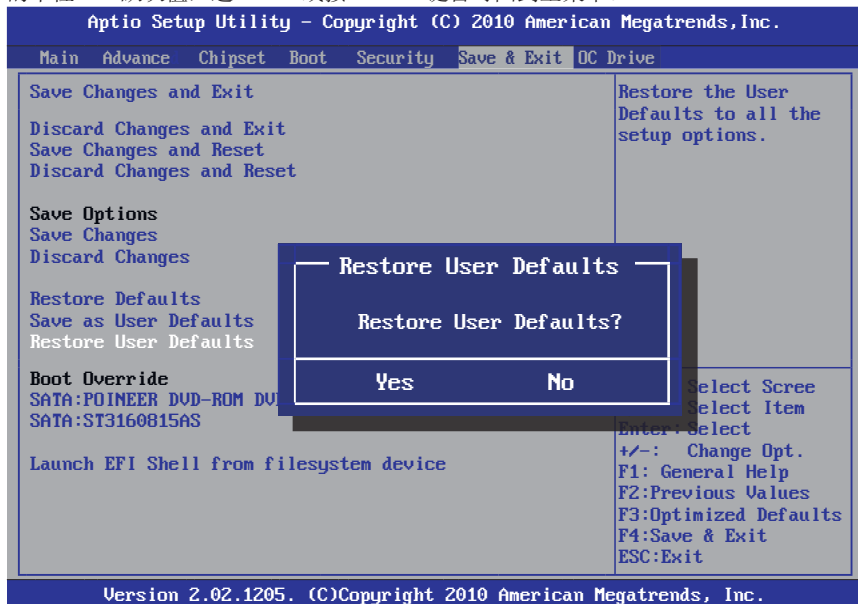 Aptio Setup Utility – Copyright (C) 2010 American Megatrends,Inc.
Main Advance Chipset Boot Security Save & Exit OC Drive
Save Changes and Exit
Discard Changes and Exit
Save Changes and Reset
Discard Changes and Reset
Save Options
Save Changes
Discard Changes
Restore Defaults
Save as User Defaults
Restore User Defaults
Boot Override
SATA:POINEER DVD-ROM DV
SATA:ST3160815AS
Launch EFI Shell from filesystem device
Restore User Defaults
Restore User Defaults?
Yes No
Restore the User
Defaults to all the
setup options.
Select Scree
Select Item
Enter:Select
+/-: Change Opt.
F1: General Help
F2:Previous Values
F3:Optimized Defaults
F4:Save & Exit
ESC:Exit
Version 2.02.1205. (C)Copyright 2010 American Megatrends, Inc.